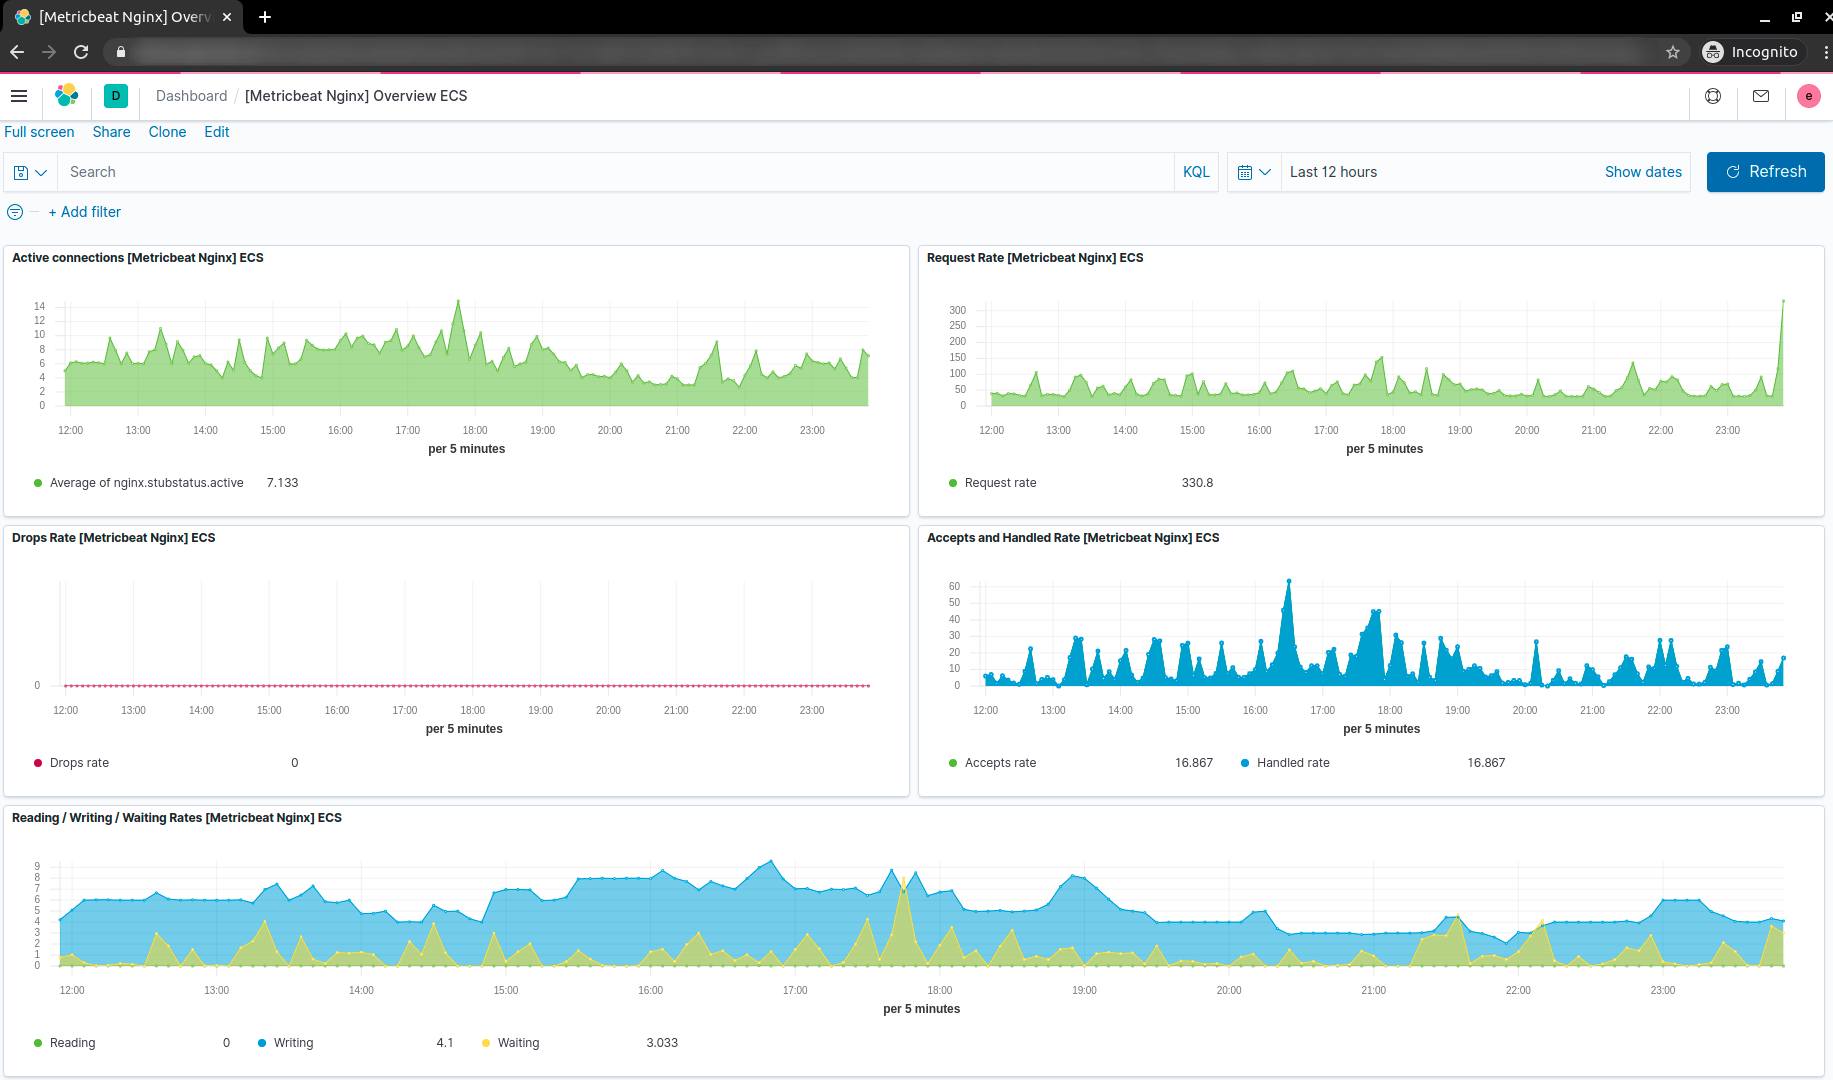 [Metricbeat Nginx] Overv
Incognito
D
Dashboard / [Metricbeat Nginx] Overview ECS
e
Full screen Share Clone Edit
Search KQL Last 12 hours Show dates Refresh
+ Add filter
Active connections [Metricbeat Nginx] ECS
14
12
10
8
6
4
2
0
12:00 13:00 14:00 15:00 16:00 17:00 18:00 19:00 20:00 21:00 22:00 23:00
per 5 minutes
Average of nginx.stubstatus.active 7.133
Request Rate [Metricbeat Nginx] ECS
300
250
200
150
100
50
0
12:00 13:00 14:00 15:00 16:00 17:00 18:00 19:00 20:00 21:00 22:00 23:00
per 5 minutes
Request rate 330.8
Drops Rate [Metricbeat Nginx] ECS
0
12:00 13:00 14:00 15:00 16:00 17:00 18:00 19:00 20:00 21:00 22:00 23:00
per 5 minutes
Drops rate 0
Accepts and Handled Rate [Metricbeat Nginx] ECS
60
50
40
30
20
10
0
12:00 13:00 14:00 15:00 16:00 17:00 18:00 19:00 20:00 21:00 22:00 23:00
per 5 minutes
Accepts rate 16.867 Handled rate 16.867
Reading / Writing / Waiting Rates [Metricbeat Nginx] ECS
9
8
7
6
5
4
3
2
1
0
12:00 13:00 14:00 15:00 16:00 17:00 18:00 19:00 20:00 21:00 22:00 23:00
per 5 minutes
Reading 0 Writing 4.1 Waiting 3.033